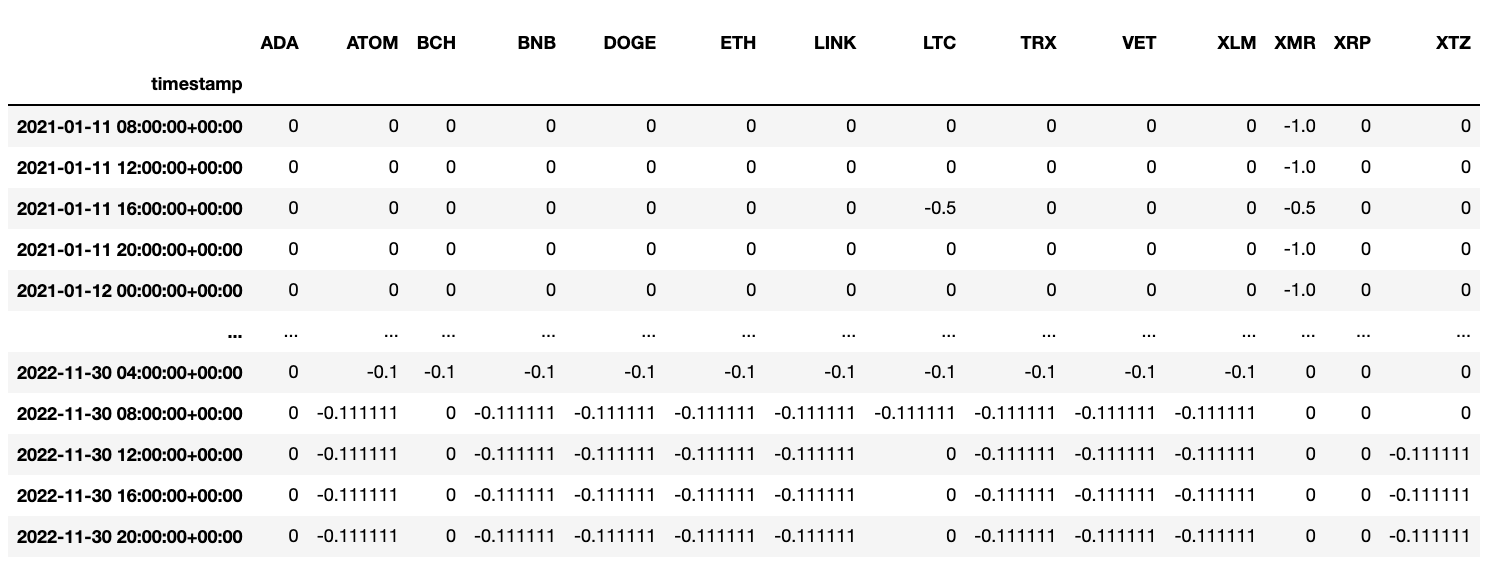 ADA ATOM BCH BNB DOGE ETH LINK LTC TRX VET XLM XMR XRP XTZ
timestamp
2021-01-11 08:00:00+00:00 0 0 0 0 0 0 0 0 0 0 0 -1.0 0 0
2021-01-11 12:00:00+00:00 0 0 0 0 0 0 0 0 0 0 0 -1.0 0 0
2021-01-11 16:00:00+00:00 0 0 0 0 0 0 0 -0.5 0 0 0 -0.5 0 0
2021-01-11 20:00:00+00:00 0 0 0 0 0 0 0 0 0 0 0 -1.0 0 0
2021-01-12 00:00:00+00:00 0 0 0 0 0 0 0 0 0 0 0 -1.0 0 0
... ... ... ... ... ... ... ... ... ... ... ... ... ... ...
2022-11-30 04:00:00+00:00 0 -0.1 -0.1 -0.1 -0.1 -0.1 -0.1 -0.1 -0.1 -0.1 -0.1 0 0 0
2022-11-30 08:00:00+00:00 0 -0.111111 0 -0.111111 -0.111111 -0.111111 -0.111111 -0.111111 -0.111111 -0.111111 -0.111111 0 0 0
2022-11-30 12:00:00+00:00 0 -0.111111 0 -0.111111 -0.111111 -0.111111 -0.111111 0 -0.111111 -0.111111 -0.111111 0 0 -0.111111
2022-11-30 16:00:00+00:00 0 -0.111111 0 -0.111111 -0.111111 -0.111111 -0.111111 0 -0.111111 -0.111111 -0.111111 0 0 -0.111111
2022-11-30 20:00:00+00:00 0 -0.111111 0 -0.111111 -0.111111 -0.111111 -0.111111 0 -0.111111 -0.111111 -0.111111 0 0 -0.111111